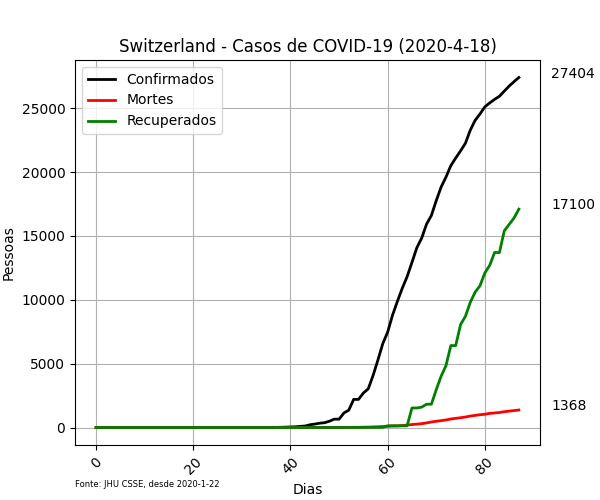 Switzerland - Casos de COVID-19 (2020-4-18)
Confirmados
Mortes
Recuperados
27404
17100
1368
Pessoas
25000
20000
15000
10000
5000
0
0 20 40 60 80
Dias
Fonte: JHU CSSE, desde 2020-1-22